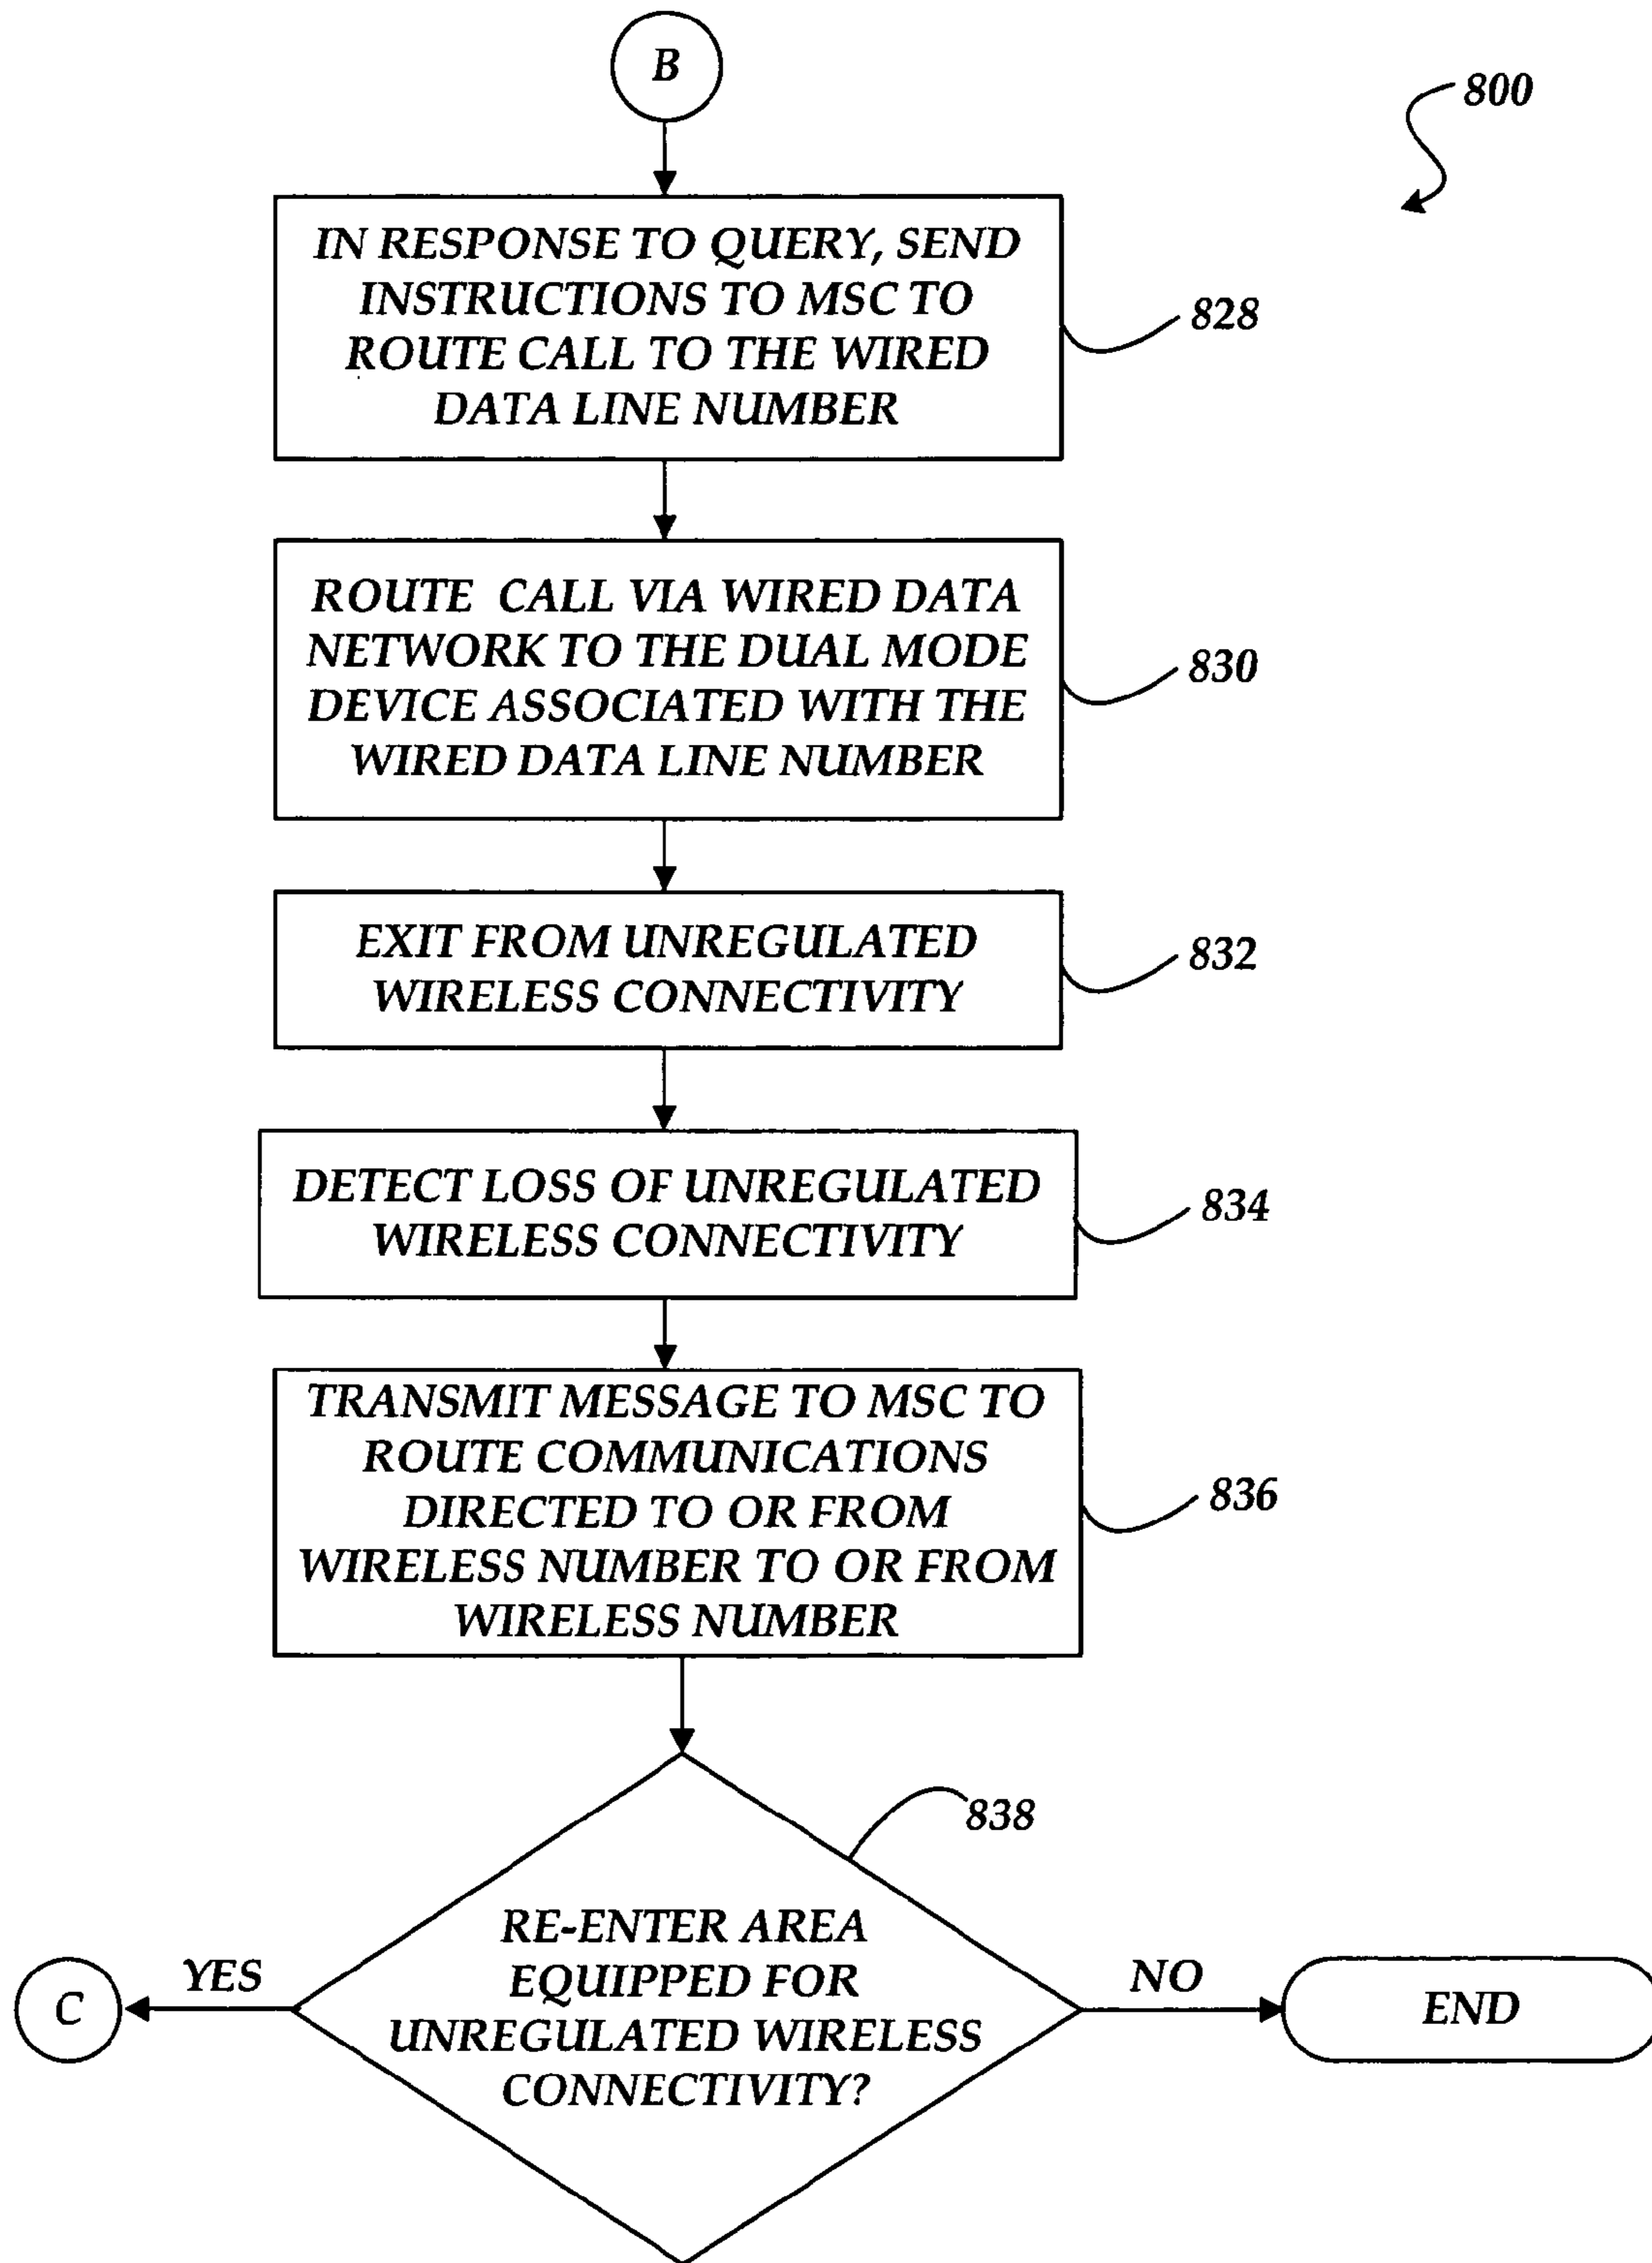 B
800
IN RESPONSE TO QUERY, SEND
INSTRUCTIONS TO MSC TO
ROUTE CALL TO THE WIRED
DATA LINE NUMBER
828
ROUTE CALL VIA WIRED DATA
NETWORK TO THE DUAL MODE
DEVICE ASSOCIATED WITH THE
WIRED DATA LINE NUMBER
830
EXIT FROM UNREGULATED
WIRELESS CONNECTIVITY
832
DETECT LOSS OF UNREGULATED
WIRELESS CONNECTIVITY
834
TRANSMIT MESSAGE TO MSC TO
ROUTE COMMUNICATIONS
DIRECTED TO OR FROM
WIRELESS NUMBER TO OR FROM
WIRELESS NUMBER
836
838
RE-ENTER AREA
EQUIPPED FOR
UNREGULATED WIRELESS
CONNECTIVITY?
YES
C
NO
END